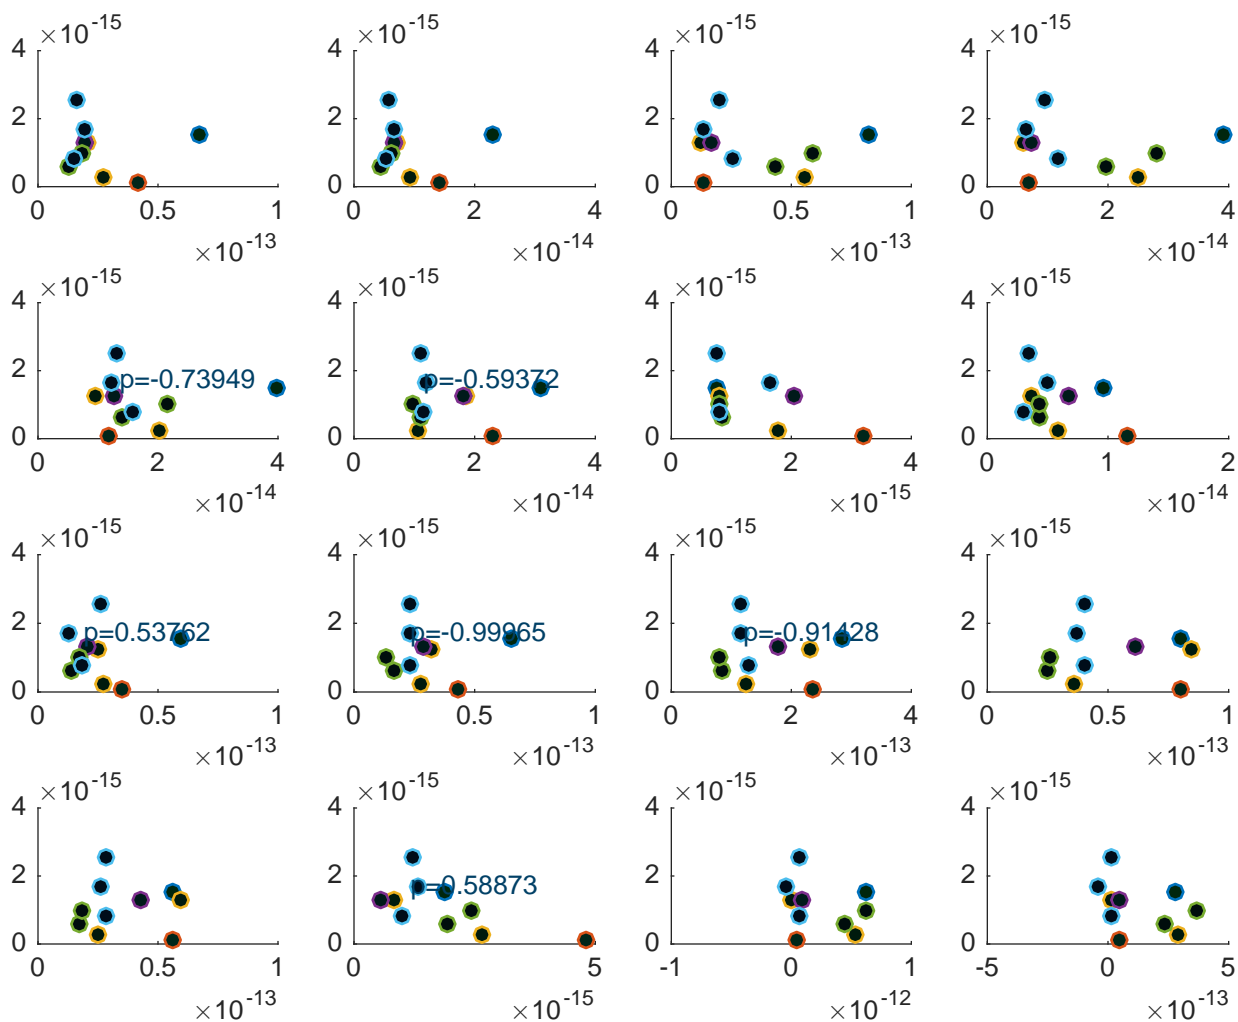 ×10-15 ×10-15 ×10-15 ×10-15
4 4 4 4
2 2 2 2
0 0 0 0
0 0.5 1 0 2 4 0 0.5 1 0 2 4
×10-13 ×10-14 ×10-13 ×10-14
×10-15 ×10-15 ×10-15 ×10-15
4 4 4 4
2 2 2 2
p=-0.73949 p=-0.59372
0 0 0 0
0 2 4 0 2 4 0 2 4 0 1 2
×10-14 ×10-14 ×10-15 ×10-14
×10-15 ×10-15 ×10-15 ×10-15
4 4 4 4
2 2 2 2
p=0.53762 p=-0.99965 p=-0.91428
0 0 0 0
0 0.5 1 0 0.5 1 0 2 4 0 0.5 1
×10-13 ×10-13 ×10-13 ×10-13
×10-15 ×10-15 ×10-15 ×10-15
4 4 4 4
2 2 2 2
p=0.58873
0 0 0 0
0 0.5 1 0 5 -1 0 1 -5 0 5
×10-13 ×10-15 ×10-12 ×10-13